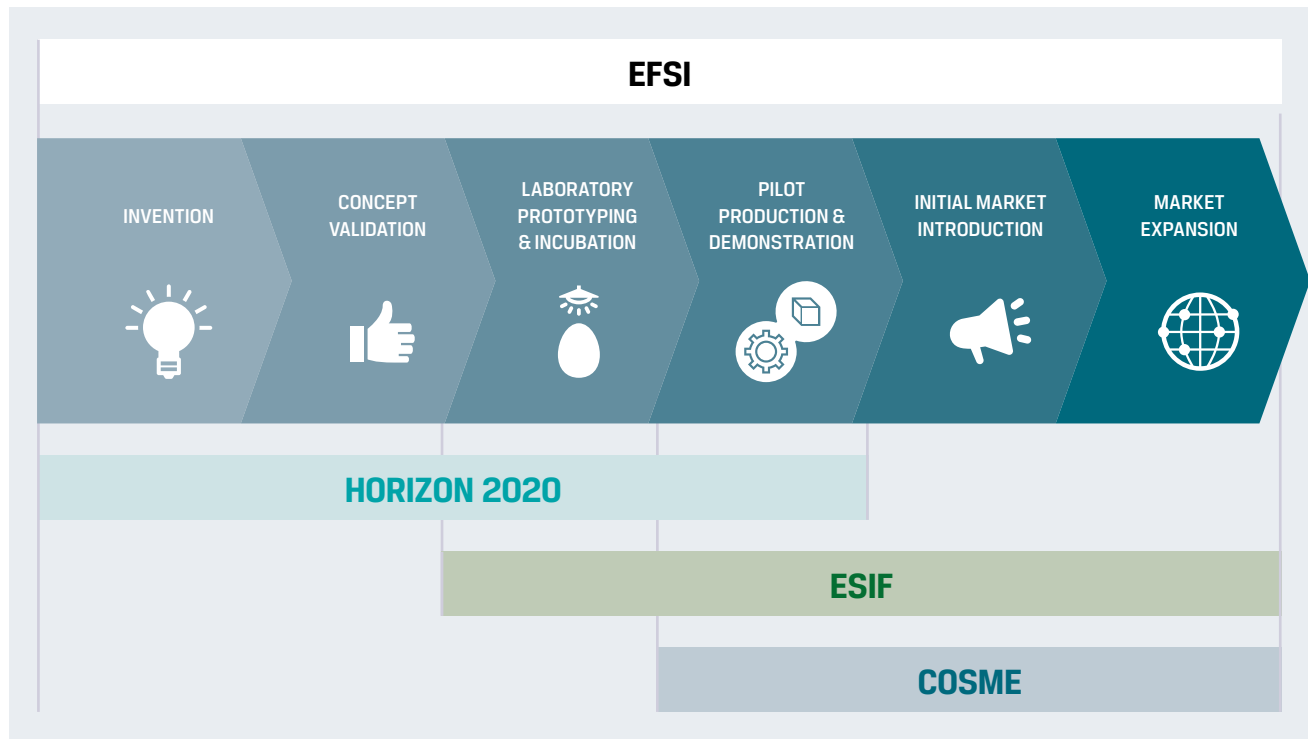 EFSI
INVENTION
CONCEPT
VALIDATION
LABORATORY
PROTOTYPING
& INCUBATION
PILOT
PRODUCTION &
DEMONSTRATION
INITIAL MARKET
INTRODUCTION
MARKET
EXPANSION
HORIZON 2020
ESIF
COSME